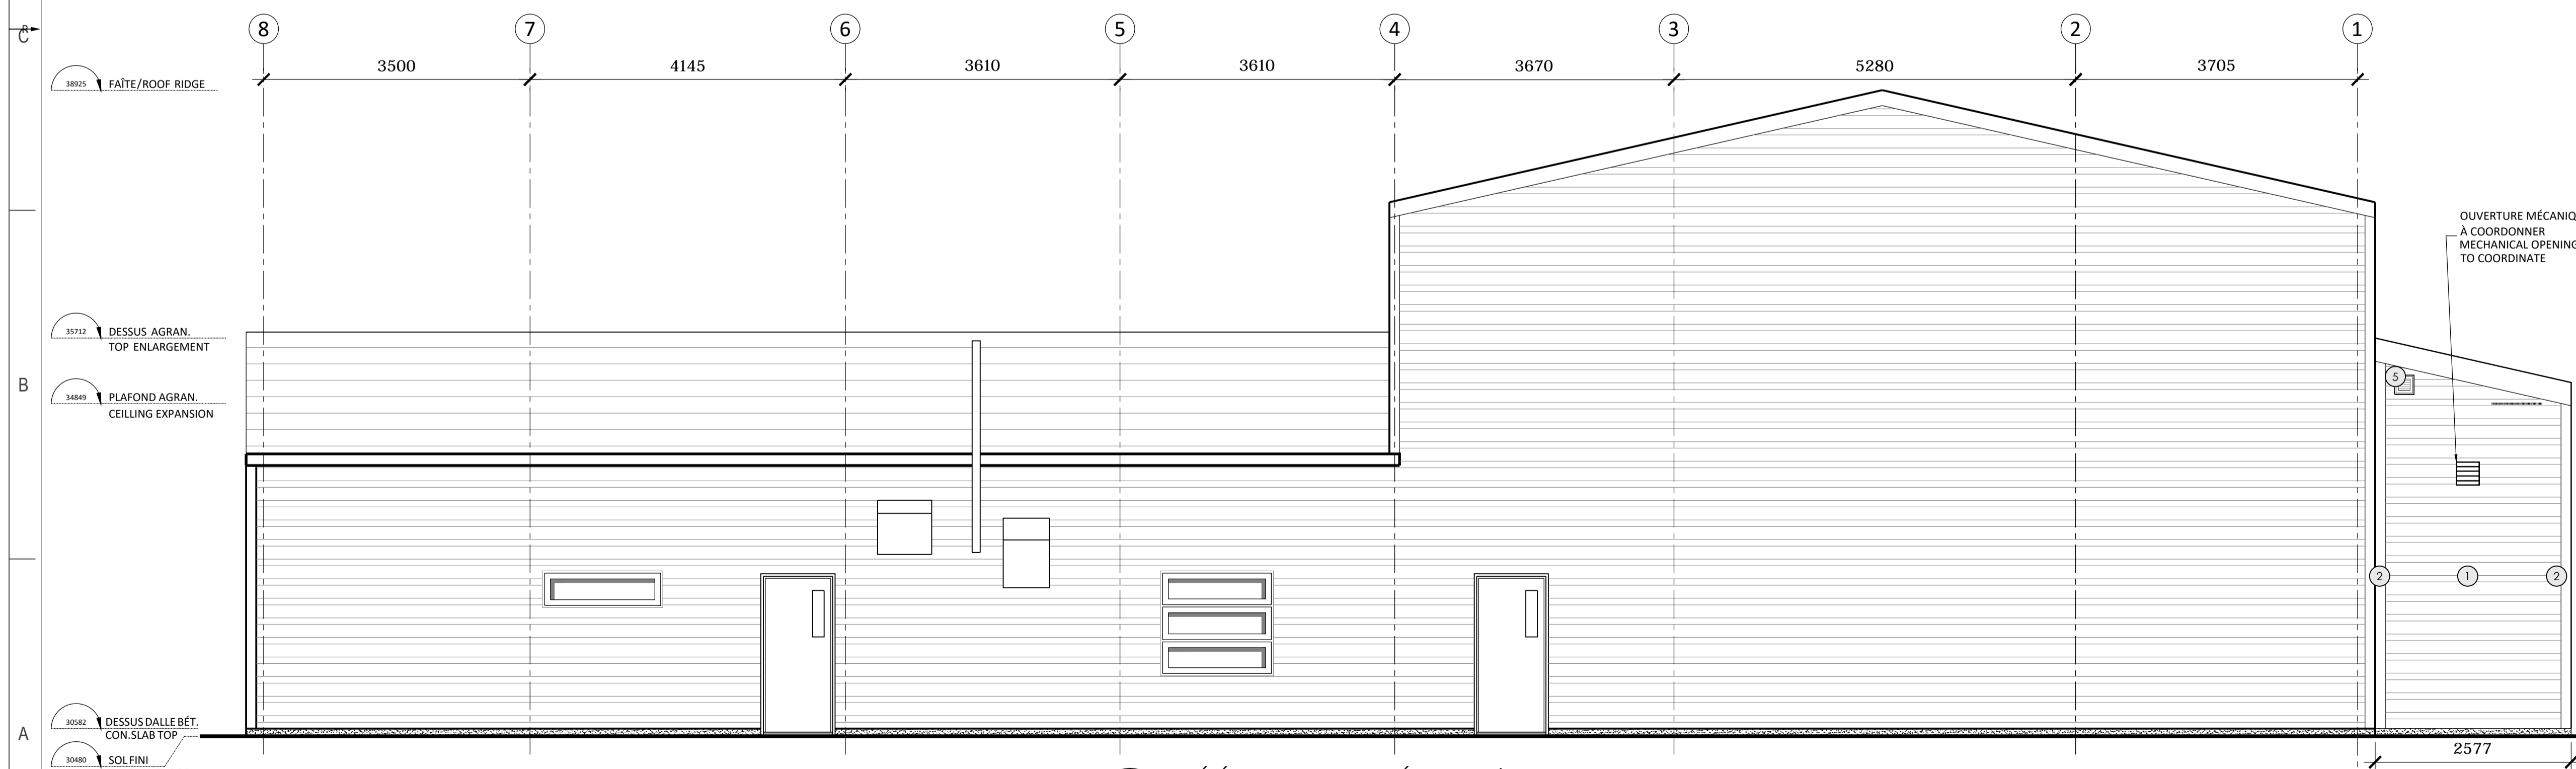 C
R
8
7
6
5
4
3
2
1
3500
4145
3610
3610
3670
5280
3705
38925
FAÎTE/ROOF RIDGE
OUVERTURE MÉCANIQ
À COORDONNER
MECHANICAL OPENING
TO COORDINATE
35712
DESSUS AGRAN.
TOP ENLARGEMENT
B
34849
PLAFOND AGRAN.
CEILLING EXPANSION
5
2
1
2
A
30582
DESSUS DALLE BÉT.
CON.SLAB TOP
30480
SOL FINI
2577